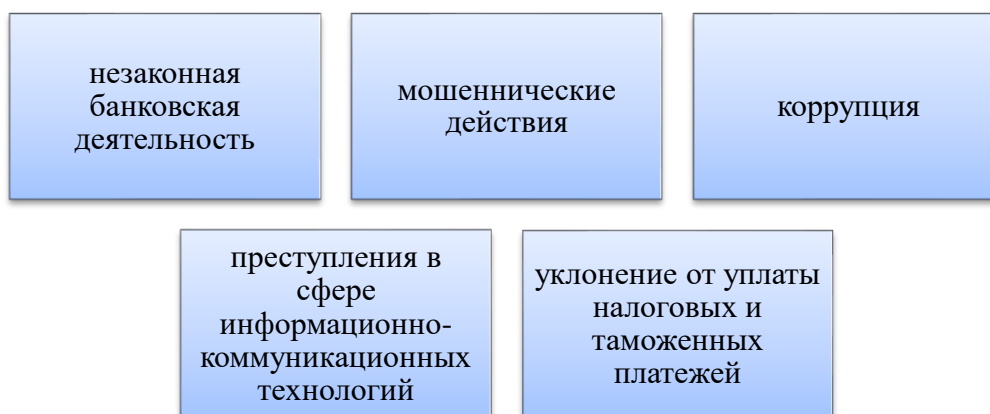 незаконная
банковская
деятельность
мошеннические
действия
коррупция
преступления в
сфере
информационно-
коммуникационных
технологий
уклонение от уплаты
налоговых и
таможенных
платежей